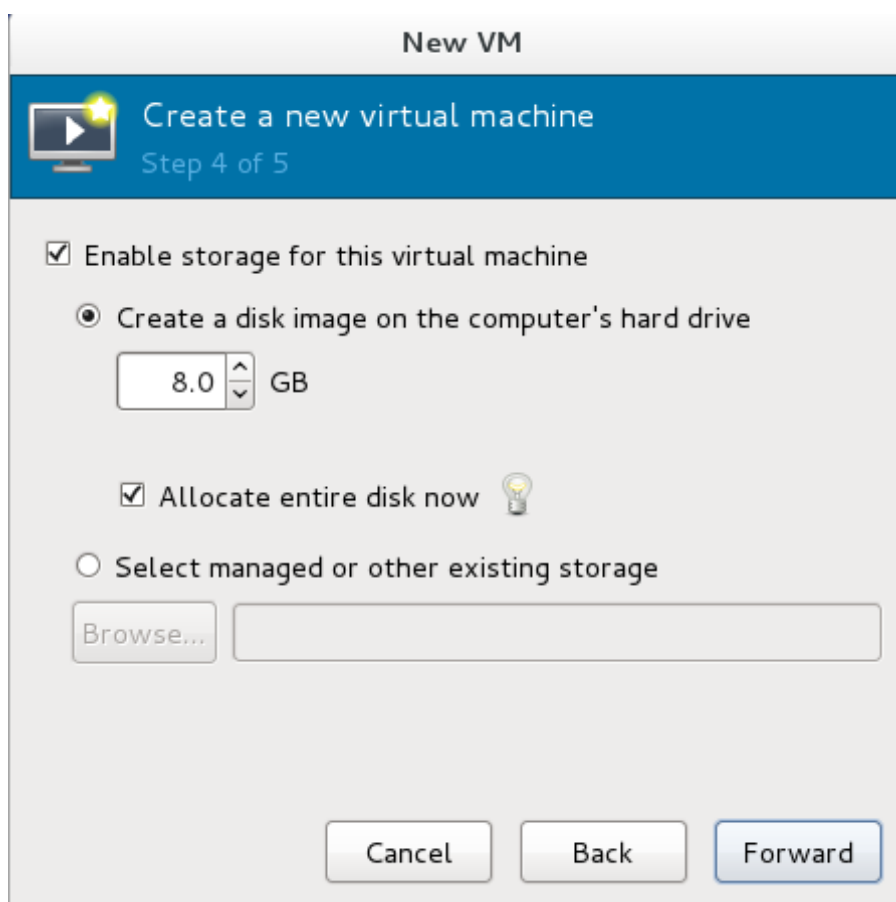 New VM
Create a new virtual machine
Step 4 of 5
Enable storage for this virtual machine
Create a disk image on the computer's hard drive
8.0 GB
Allocate entire disk now
Select managed or other existing storage
Browse...
Cancel Back Forward